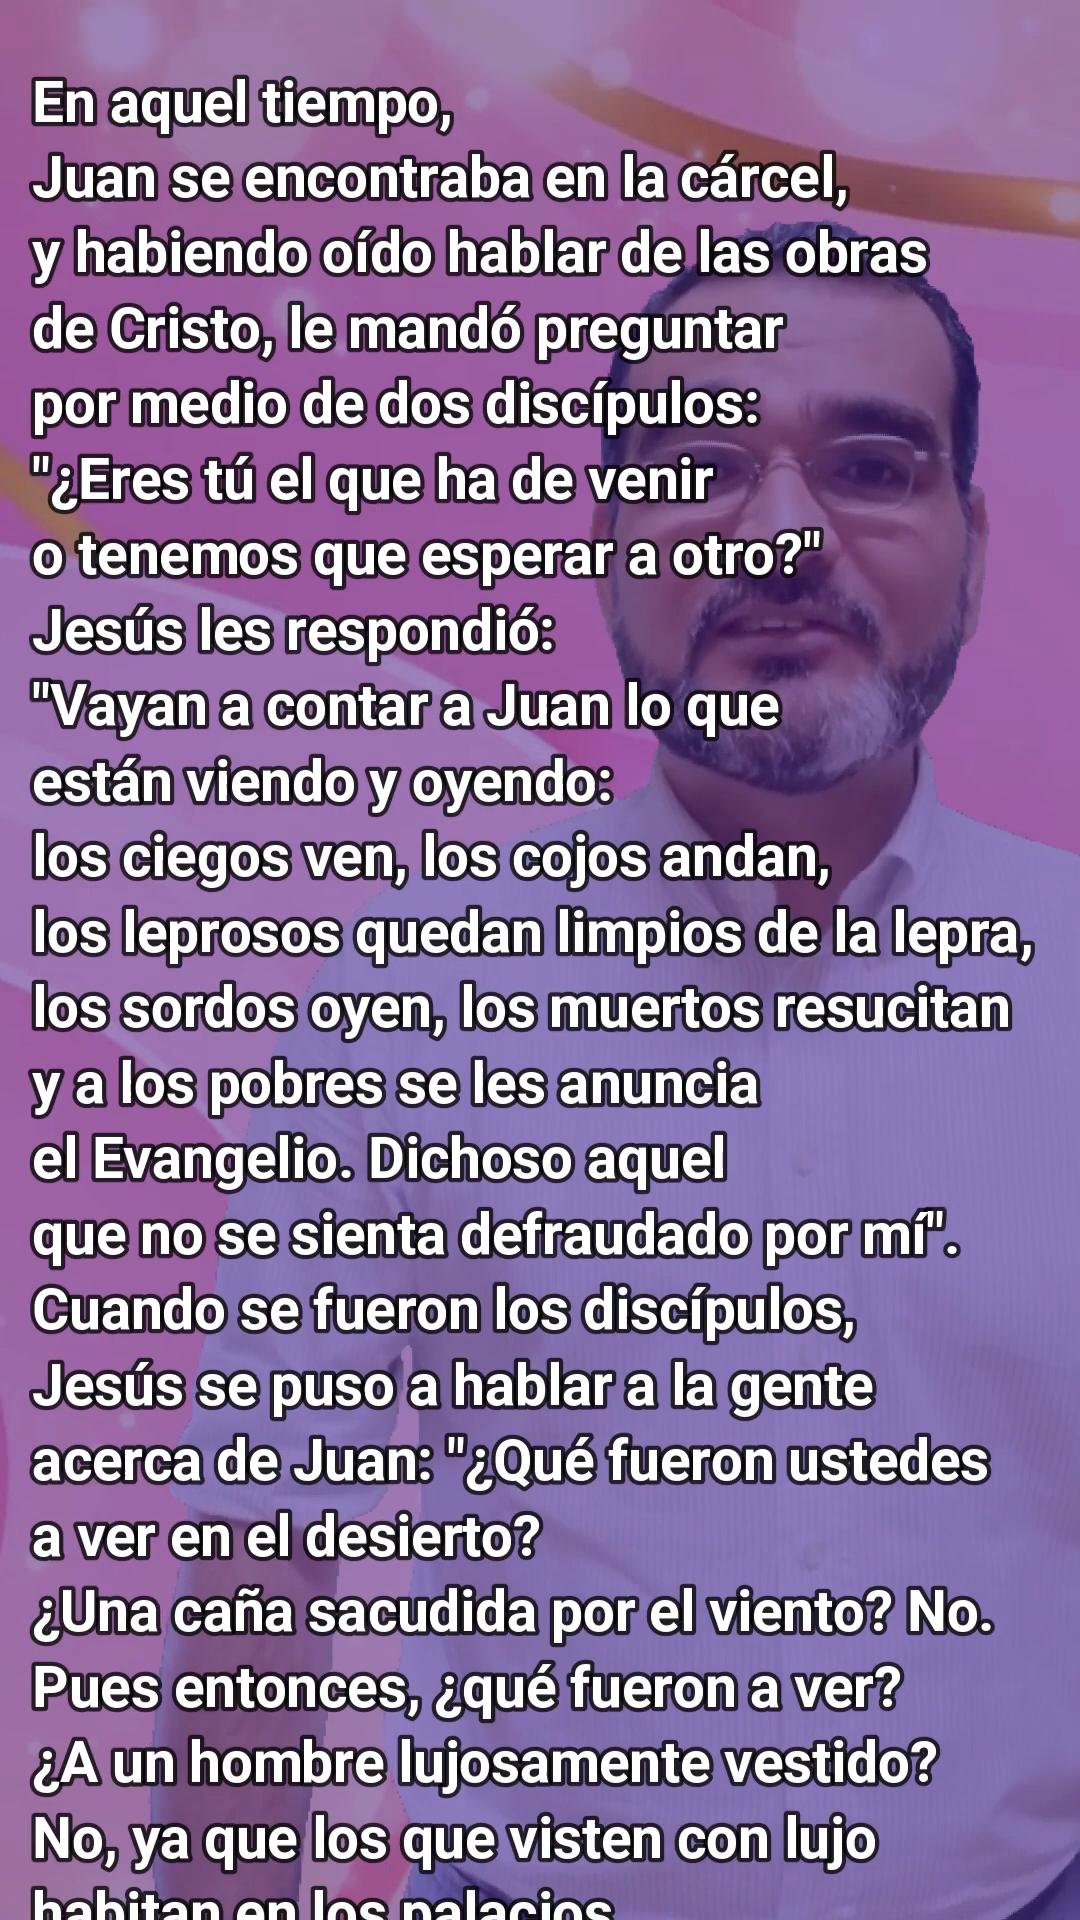 En aquel tiempo,
Juan se encontraba en la cárcel,
y habiendo oído hablar de las obras
de Cristo, le mandó preguntar
por medio de dos discípulos:
"¿Eres tú el que ha de venir
o tenemos que esperar a otro?"
Jesús les respondió:
"Vayan a contar a Juan lo que
están viendo y oyendo:
los ciegos ven, los cojos andan,
los leprosos quedan limpios de la lepra,
los sordos oyen, los muertos resucitan
y a los pobres se les anuncia
el Evangelio. Dichoso aquel
que no se sienta defraudado por mí".
Cuando se fueron los discípulos,
Jesús se puso a hablar a la gente
acerca de Juan: "¿Qué fueron ustedes
a ver en el desierto?
¿Una caña sacudida por el viento? No.
Pues entonces, ¿qué fueron a ver?
¿A un hombre lujosamente vestido?
No, ya que los que visten con lujo
habitan en los palacios